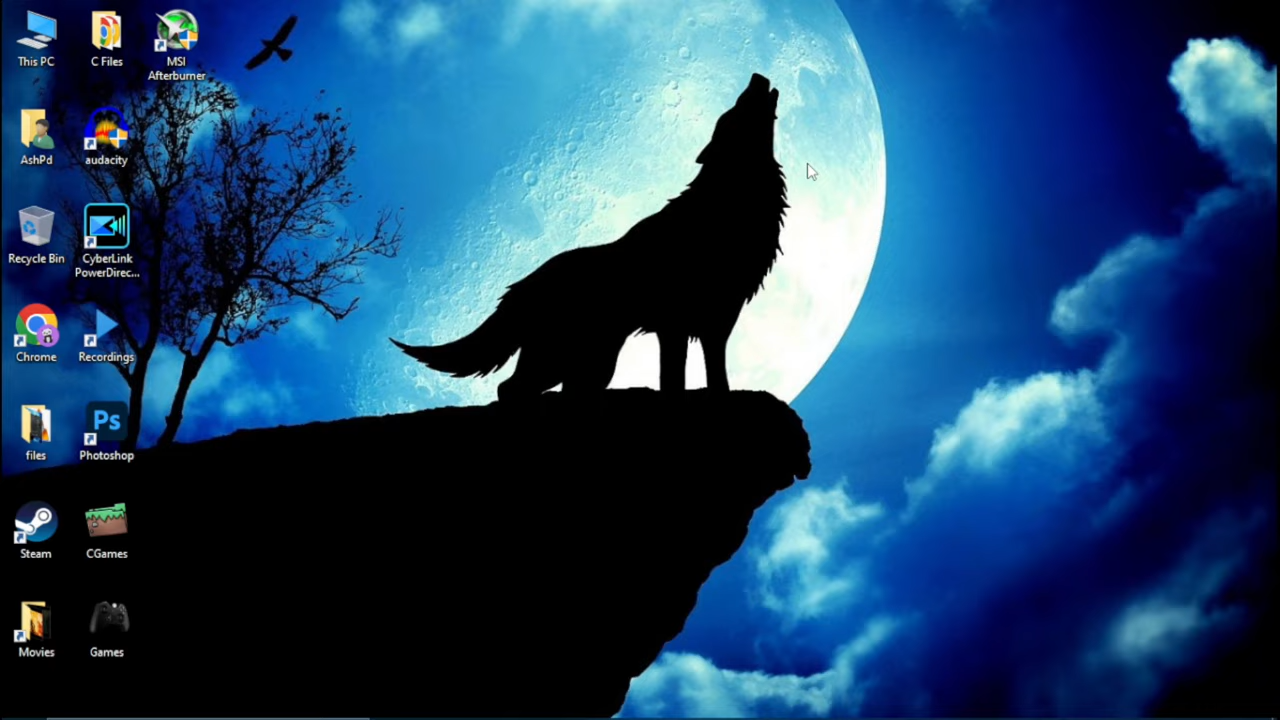 This PC
C Files
MSI
Afterburner
AshPd
audacity
Recycle Bin
CyberLink
PowerDirec...
Chrome
Recordings
files
Ps
Photoshop
Steam
CGames
Movies
Games